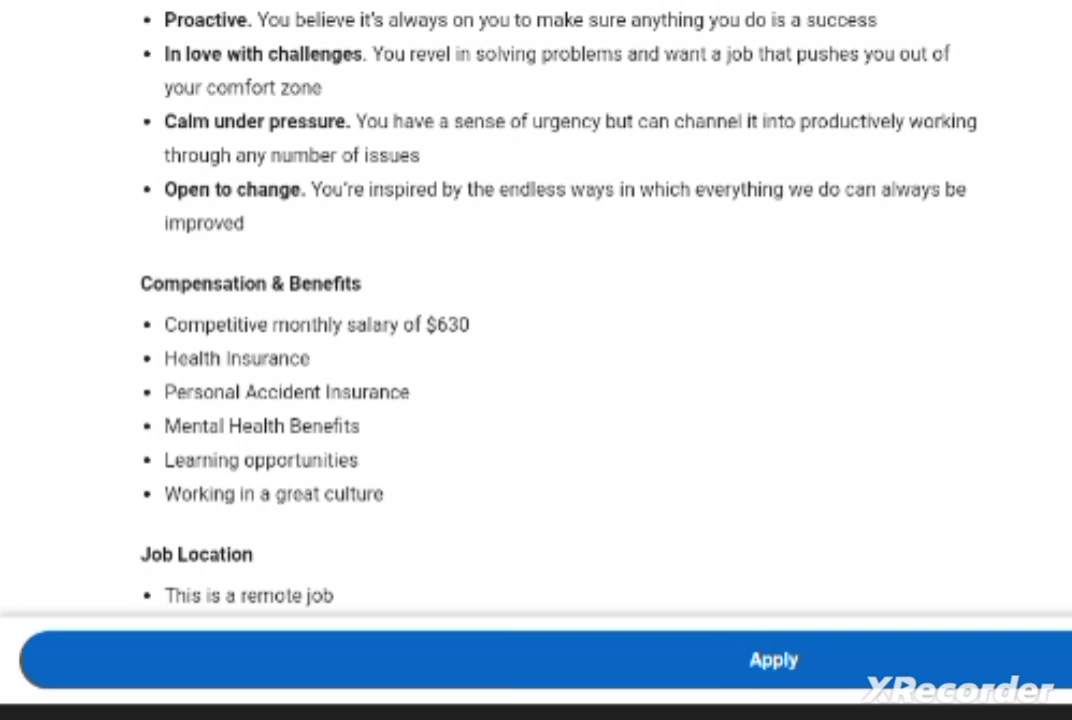 • Proactive. You believe it's always on you to make sure anything you do is a success
• In love with challenges. You revel in solving problems and want a job that pushes you out of
your comfort zone
• Calm under pressure. You have a sense of urgency but can channel it into productively working
through any number of issues
• Open to change. You're inspired by the endless ways in which everything we do can always be
improved
Compensation & Benefits
• Competitive monthly salary of $630
• Health Insurance
• Personal Accident Insurance
• Mental Health Benefits
• Learning opportunities
• Working in a great culture
Job Location
• This is a remote job
Apply
XRecorder